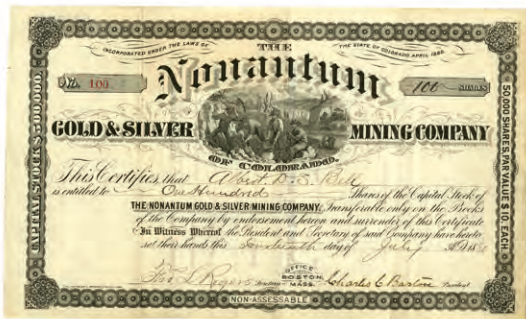 INCORPORATED UNDER THE LAWS OF
THE STATE OF COLORADO APRIL 1880.
THE
No. 100
Nonantum
100 SHARES
GOLD & SILVER MINING COMPANY
OF COLORADO.
CAPITAL STOCK $500,000.
50,000 SHARES, PAR VALUE $10. EACH
This Certifies, that Albert D. S. Bell
is entitled to One Hundred Shares of the Capital Stock of
THE NONANTUM GOLD & SILVER MINING COMPANY, Transferable only on the Books
of the Company by endorsement hereon and surrender of this Certificate
In Witness Whereof the President and Secretary of said Company have hereto
set their hands this day of July A.D. 188
OFFICE
BOSTON,
MASS.
Rogers Secretary
Charles C. Barton President
NON-ASSESSABLE